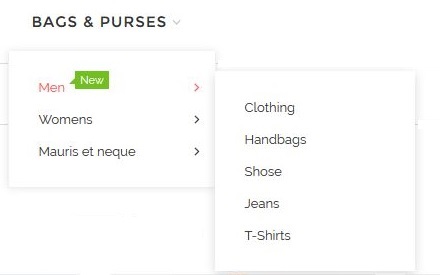 BAGS & PURSES
Men New
Womens
Mauris et neque
Clothing
Handbags
Shose
Jeans
T-Shirts